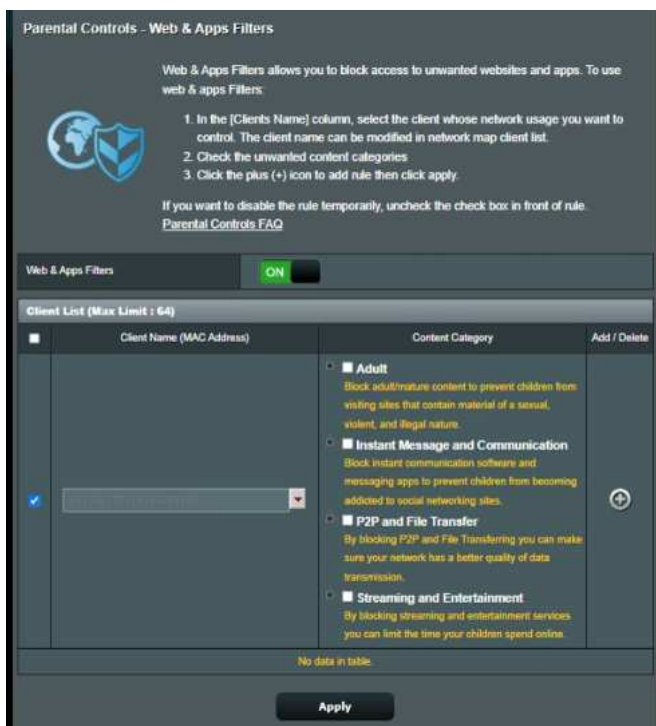 Parental Controls - Web & Apps Filters
Web & Apps Filters allows you to block access to unwanted websites and apps. To use
web & apps Filters:
1. In the [Clients Name] column, select the client whose network usage you want to
control. The client name can be modified in network map client list.
2. Check the unwanted content categories
3. Click the plus (+) icon to add rule then click apply.
If you want to disable the rule temporarily, uncheck the check box in front of rule.
Parental Controls FAQ
Web & Apps Filters
ON
Client List (Max Limit : 64)
Client Name (MAC Address)
Content Category
Add / Delete
Adult
Block adult/mature content to prevent children from
visiting sites that contain material of a sexual,
violent, and illegal nature.
Instant Message and Communication
Block instant communication software and
messaging apps to prevent children from becoming
addicted to social networking sites.
P2P and File Transfer
By blocking P2P and File Transferring you can make
sure your network has a better quality of data
transmission.
Streaming and Entertainment
By blocking streaming and entertainment services
you can limit the time your children spend online.
No data in table.
Apply